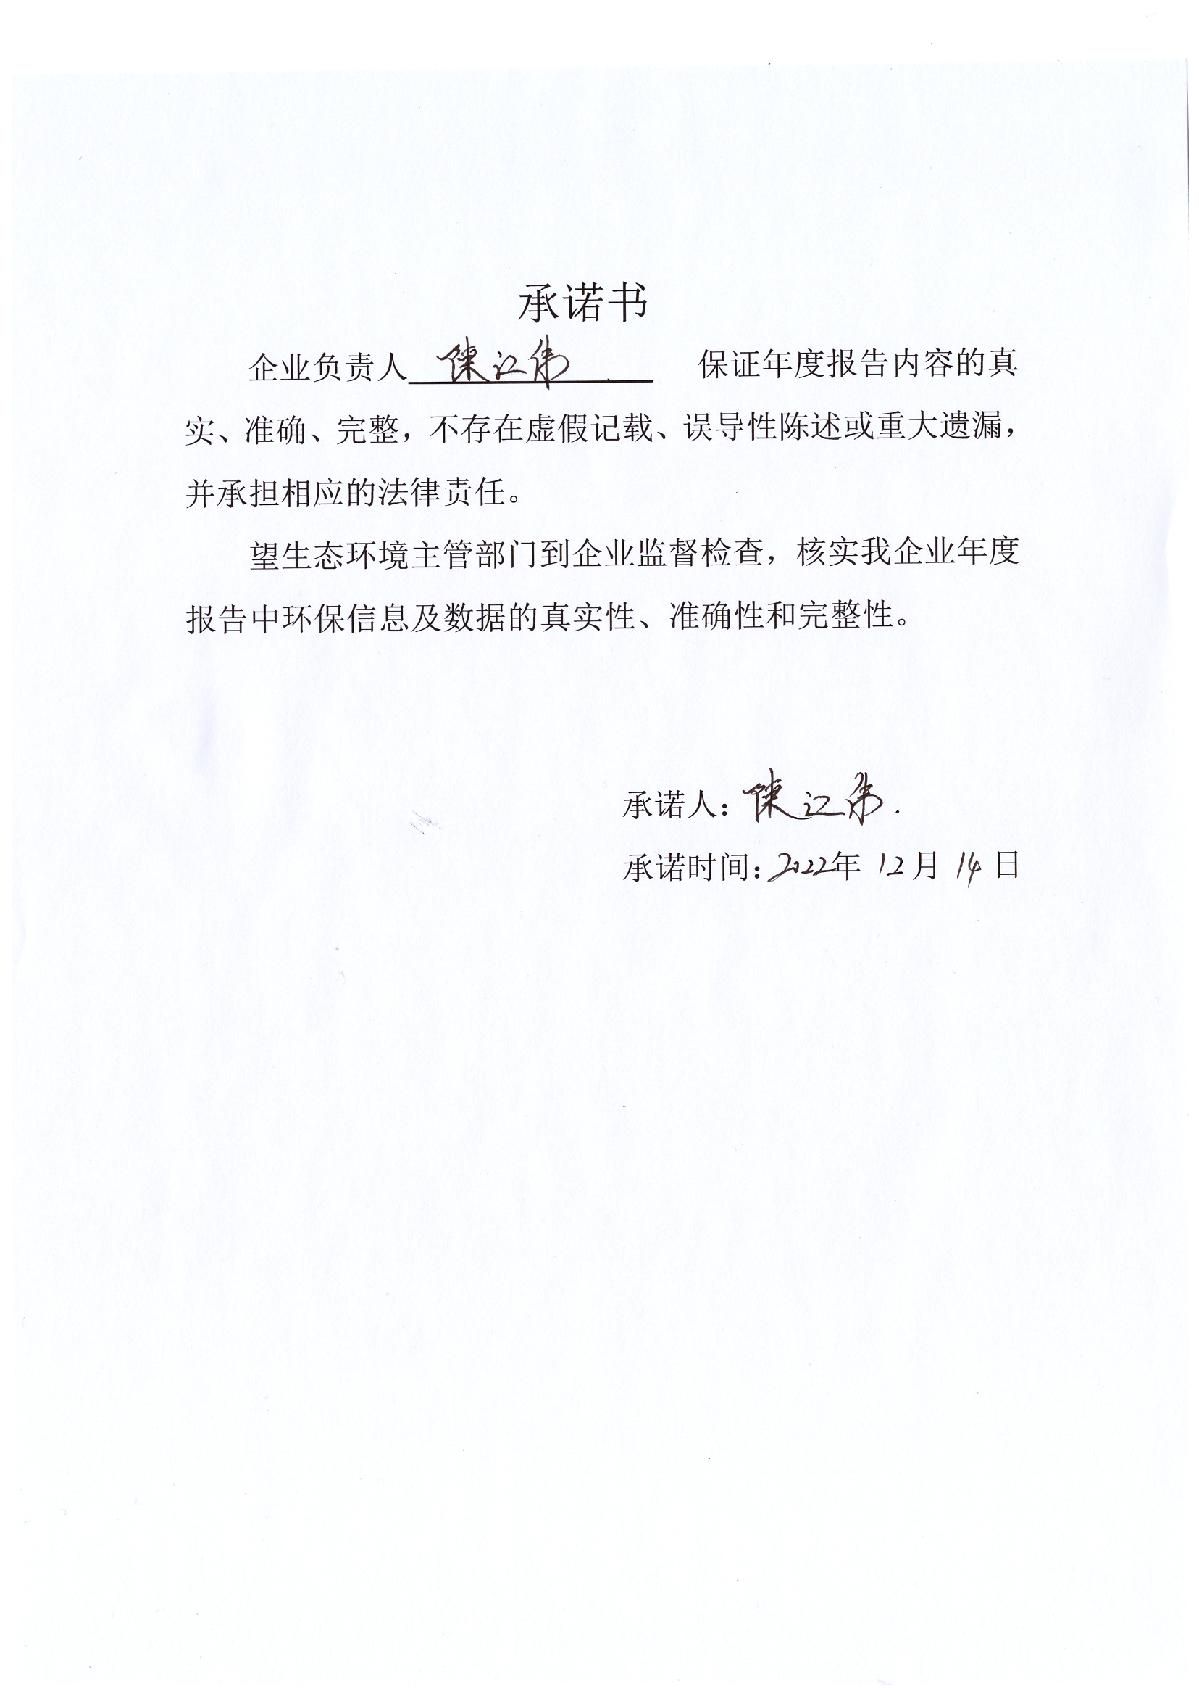 承诺书
企业负责人 陈江伟 保证年度报告内容的真
实、准确、完整，不存在虚假记载、误导性陈述或重大遗漏，
并承担相应的法律责任。
望生态环境主管部门到企业监督检查，核实我企业年度
报告中环保信息及数据的真实性、准确性和完整性。
承诺人：陈江伟.
承诺时间：2022年 12月 14日